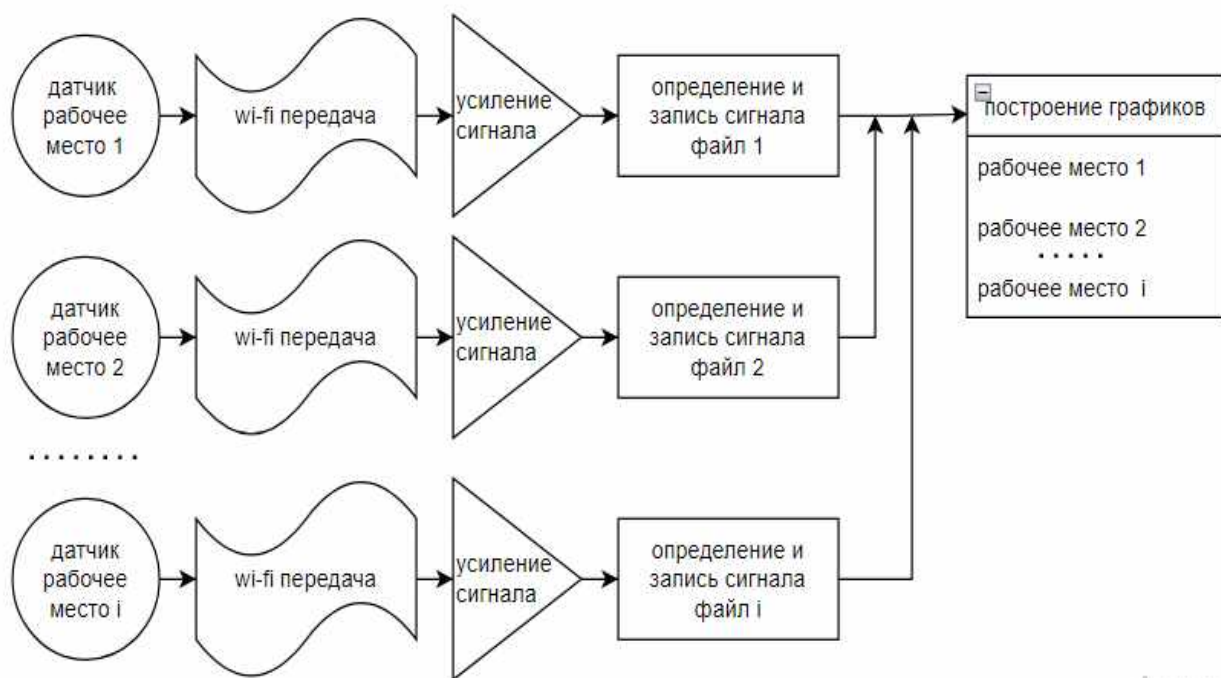 датчик
рабочее
место 1
wi-fi передача
усиление
сигнала
определение и
запись сигнала
файл 1
построение графиков
рабочее место 1
рабочее место 2
. . . . .
рабочее место i
датчик
рабочее
место 2
wi-fi передача
усиление
сигнала
определение и
запись сигнала
файл 2
. . . . . . . .
датчик
рабочее
место i
wi-fi передача
усиление
сигнала
определение и
запись сигнала
файл i